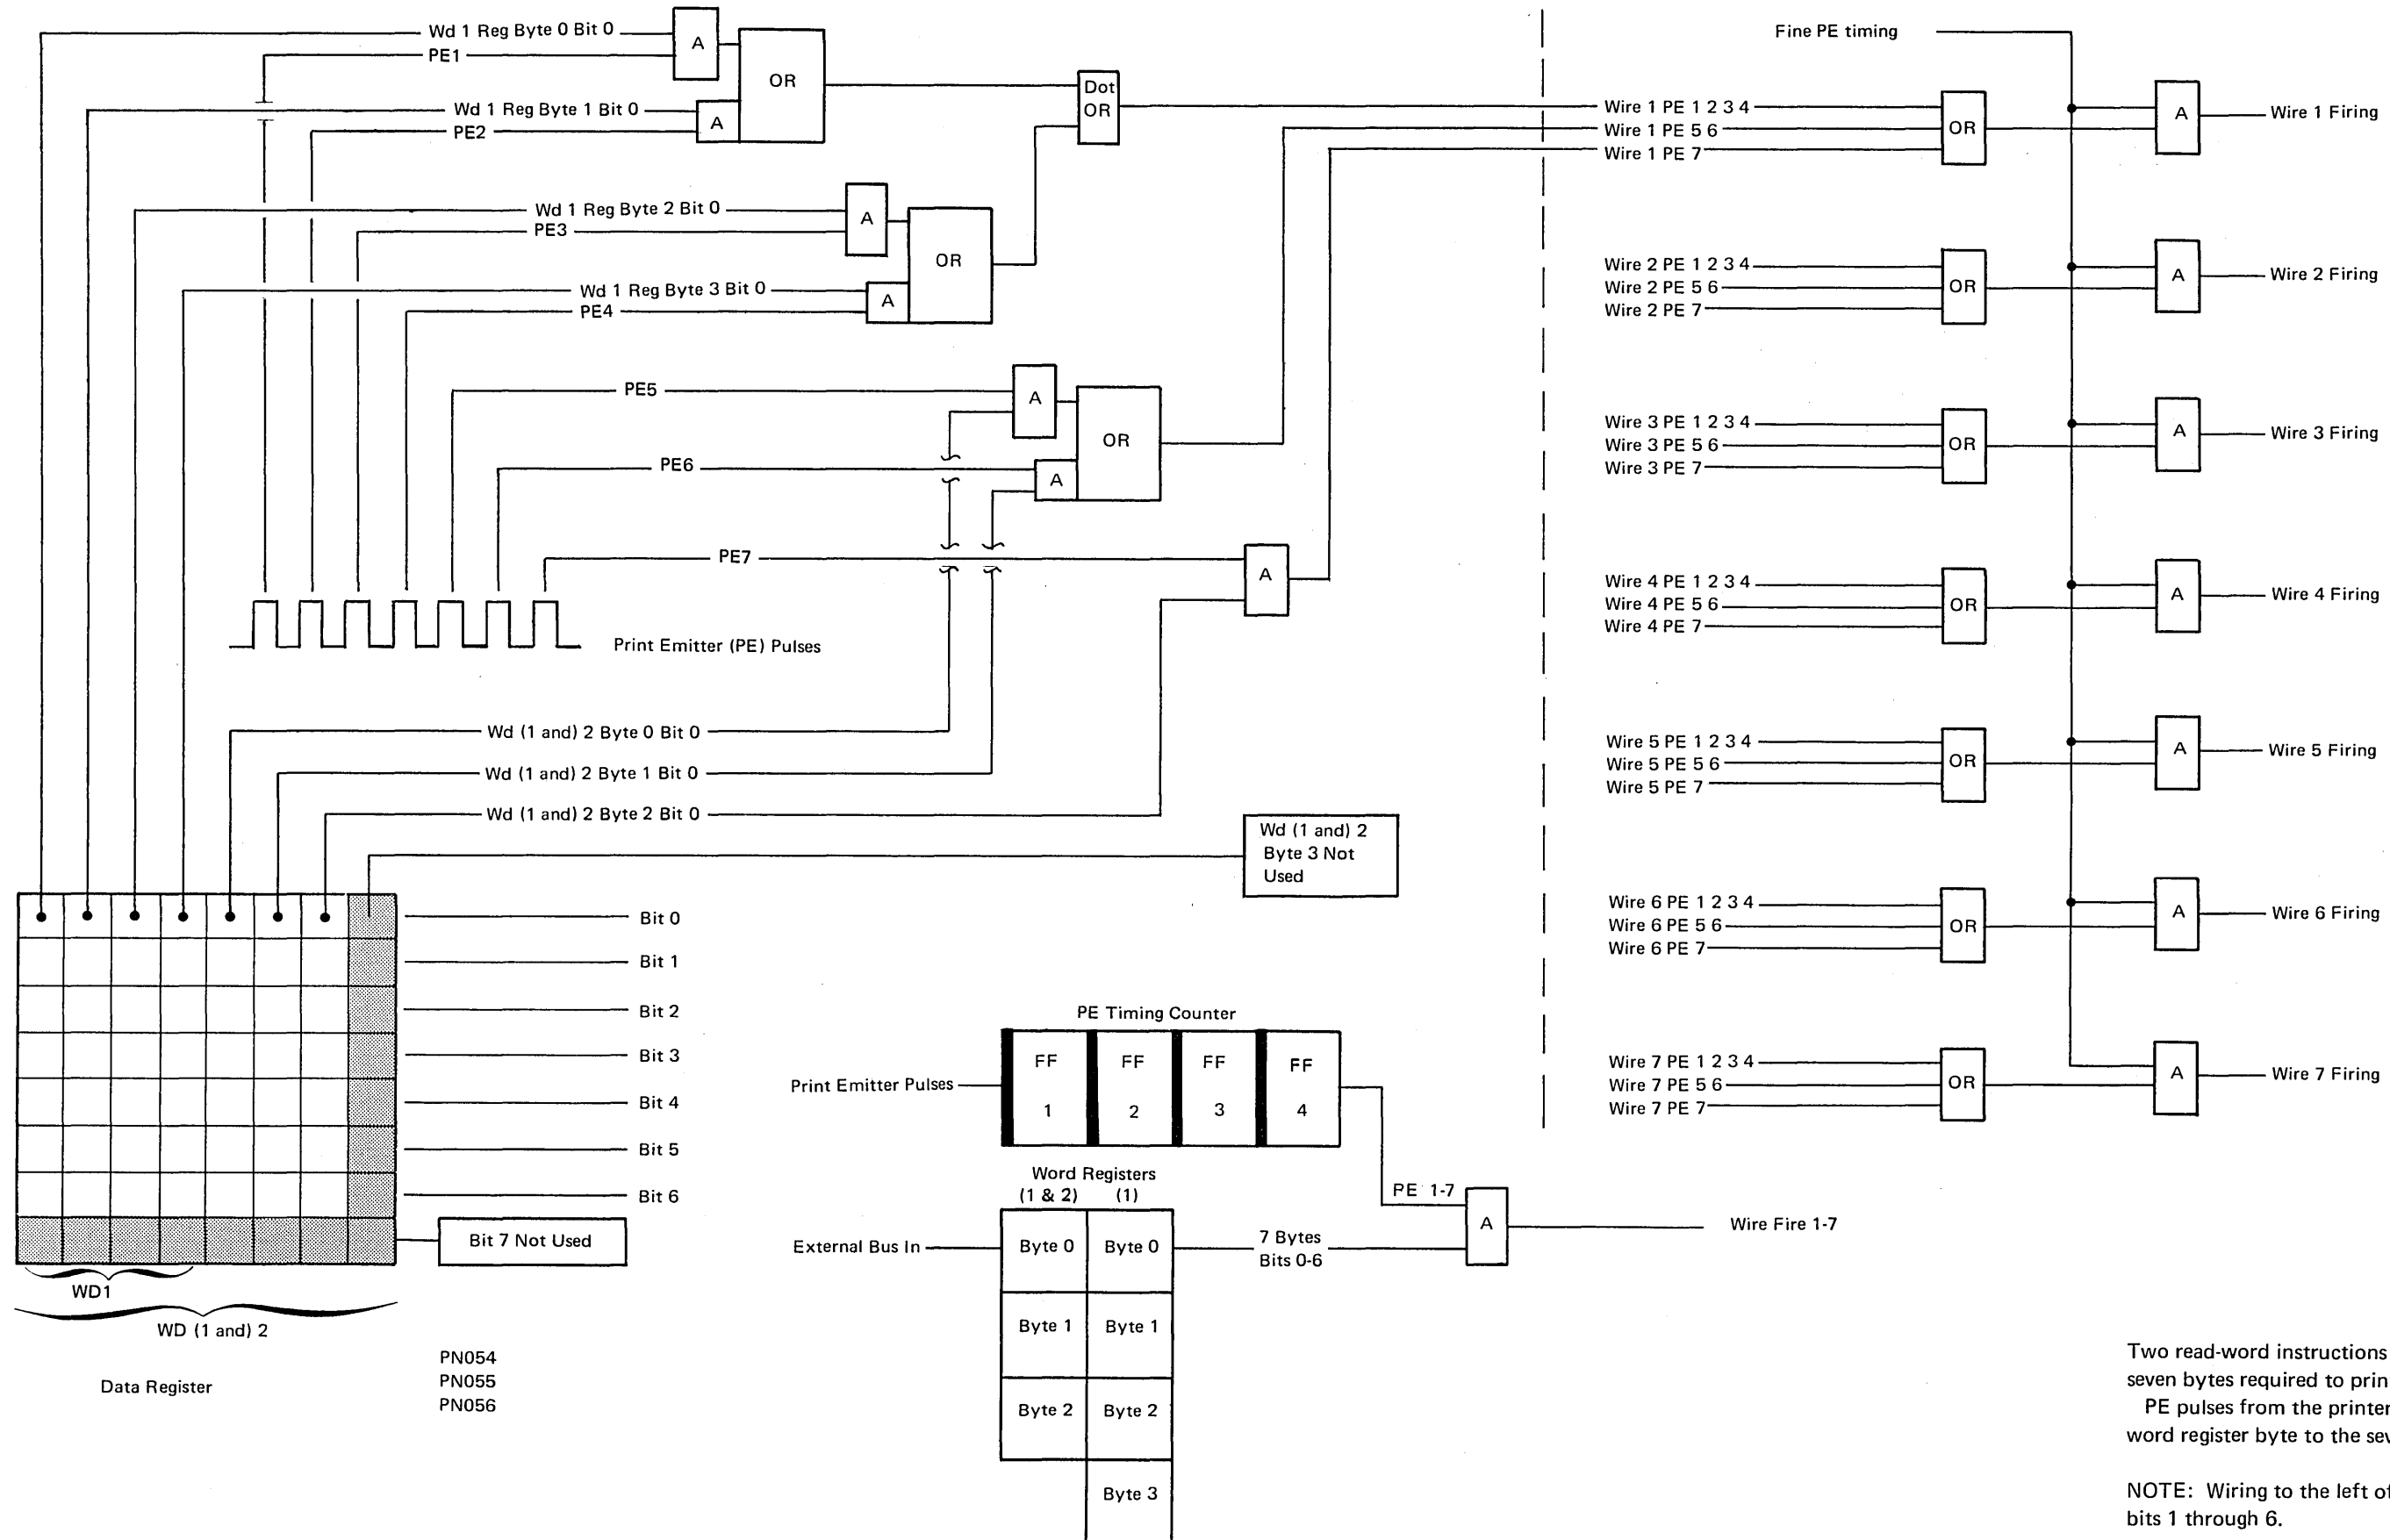 Wd 1 Reg Byte 0 Bit 0
PE1
A
OR
Wd 1 Reg Byte 1 Bit 0
PE2
A
Dot
OR
Wd 1 Reg Byte 2 Bit 0
PE3
A
OR
Wd 1 Reg Byte 3 Bit 0
PE4
A
PE5
A
OR
PE6
A
PE7
A
Print Emitter (PE) Pulses
Wd (1 and) 2 Byte 0 Bit 0
Wd (1 and) 2 Byte 1 Bit 0
Wd (1 and) 2 Byte 2 Bit 0
Wd (1 and) 2
Byte 3 Not
Used
Bit 0
Bit 1
Bit 2
Bit 3
Bit 4
Bit 5
Bit 6
Bit 7 Not Used
WD1
WD (1 and) 2
Data Register
PN054
PN055
PN056
PE Timing Counter
Print Emitter Pulses
FF
1
FF
2
FF
3
FF
4
Word Registers
(1 & 2)
(1)
External Bus In
Byte 0
Byte 0
Byte 1
Byte 1
Byte 2
Byte 2
Byte 3
7 Bytes
Bits 0-6
PE 1-7
A
Wire Fire 1-7
Fine PE timing
Wire 1 PE 1 2 3 4
Wire 1 PE 5 6
Wire 1 PE 7
OR
A
Wire 1 Firing
Wire 2 PE 1 2 3 4
Wire 2 PE 5 6
Wire 2 PE 7
OR
A
Wire 2 Firing
Wire 3 PE 1 2 3 4
Wire 3 PE 5 6
Wire 3 PE 7
OR
A
Wire 3 Firing
Wire 4 PE 1 2 3 4
Wire 4 PE 5 6
Wire 4 PE 7
OR
A
Wire 4 Firing
Wire 5 PE 1 2 3 4
Wire 5 PE 5 6
Wire 5 PE 7
OR
A
Wire 5 Firing
Wire 6 PE 1 2 3 4
Wire 6 PE 5 6
Wire 6 PE 7
OR
A
Wire 6 Firing
Wire 7 PE 1 2 3 4
Wire 7 PE 5 6
Wire 7 PE 7
OR
A
Wire 7 Firing
Two read-word instructions
seven bytes required to prin
PE pulses from the printer
word register byte to the sev
NOTE: Wiring to the left of
bits 1 through 6.